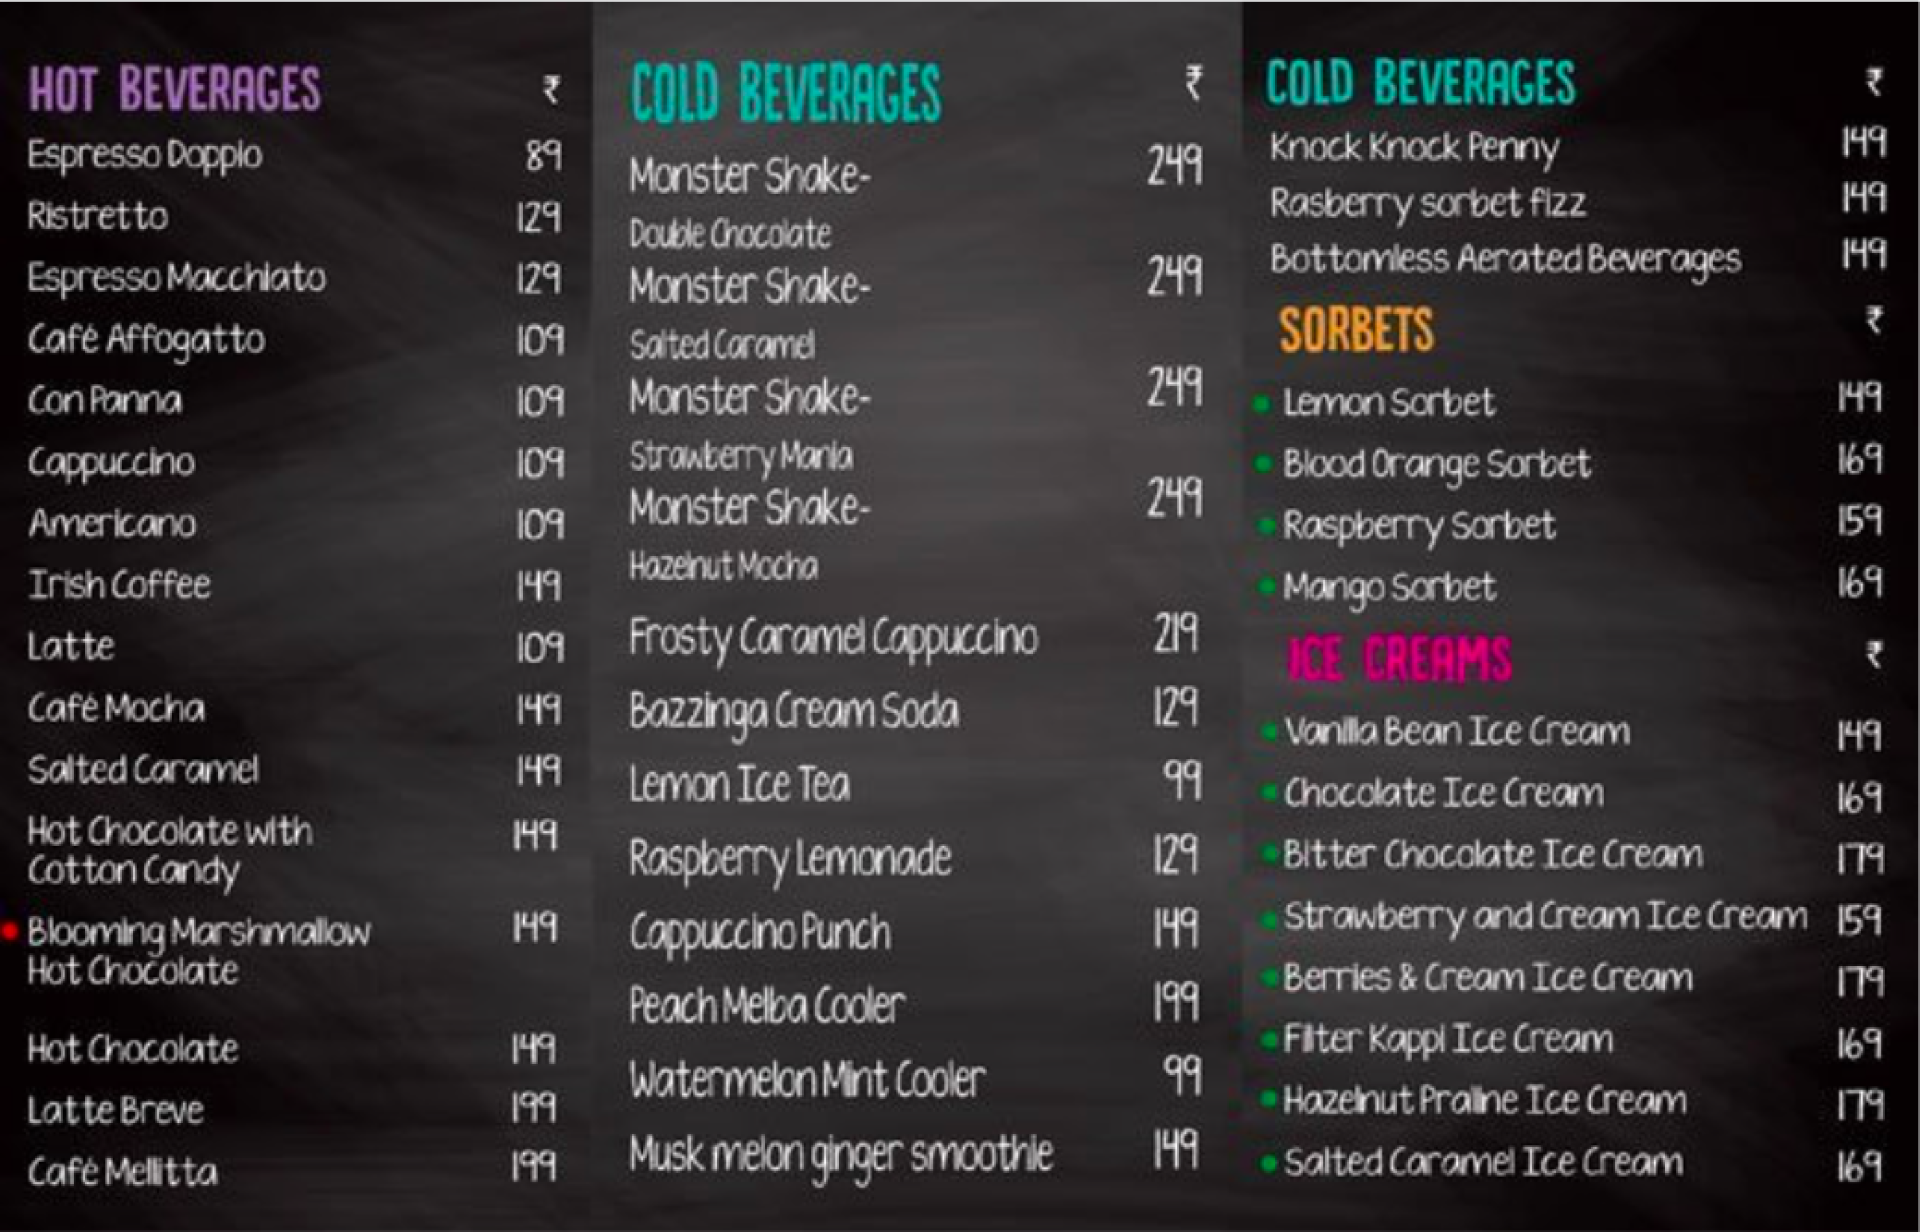 HOT BEVERAGES ₹
Espresso Doppio 89
Ristretto 129
Espresso Macchiato 129
Café Affogatto 109
Con Panna 109
Cappuccino 109
Americano 109
Irish Coffee 149
Latte 109
Café Mocha 149
Salted Caramel 149
Hot Chocolate with 149
Cotton Candy
Blooming Marshmallow 149
Hot Chocolate
Hot Chocolate 149
Latte Breve 199
Café Mellitta 199
COLD BEVERAGES ₹
Monster Shake- 249
Double Chocolate
Monster Shake- 249
Salted Caramel
Monster Shake- 249
Strawberry Mania
Monster Shake- 249
Hazelnut Mocha
Frosty Caramel Cappuccino 219
Bazzinga Cream Soda 129
Lemon Ice Tea 99
Raspberry Lemonade 129
Cappuccino Punch 149
Peach Melba Cooler 199
Watermelon Mint Cooler 99
Musk melon ginger smoothie 149
COLD BEVERAGES ₹
Knock Knock Penny 149
Rasberry sorbet fizz 149
Bottomless Aerated Beverages 149
SORBETS ₹
Lemon Sorbet 149
Blood Orange Sorbet 169
Raspberry Sorbet 159
Mango Sorbet 169
ICE CREAMS ₹
Vanilla Bean Ice Cream 149
Chocolate Ice Cream 169
Bitter Chocolate Ice Cream 179
Strawberry and Cream Ice Cream 159
Berries & Cream Ice Cream 179
Filter Kappi Ice Cream 169
Hazelnut Praline Ice Cream 179
Salted Caramel Ice Cream 169